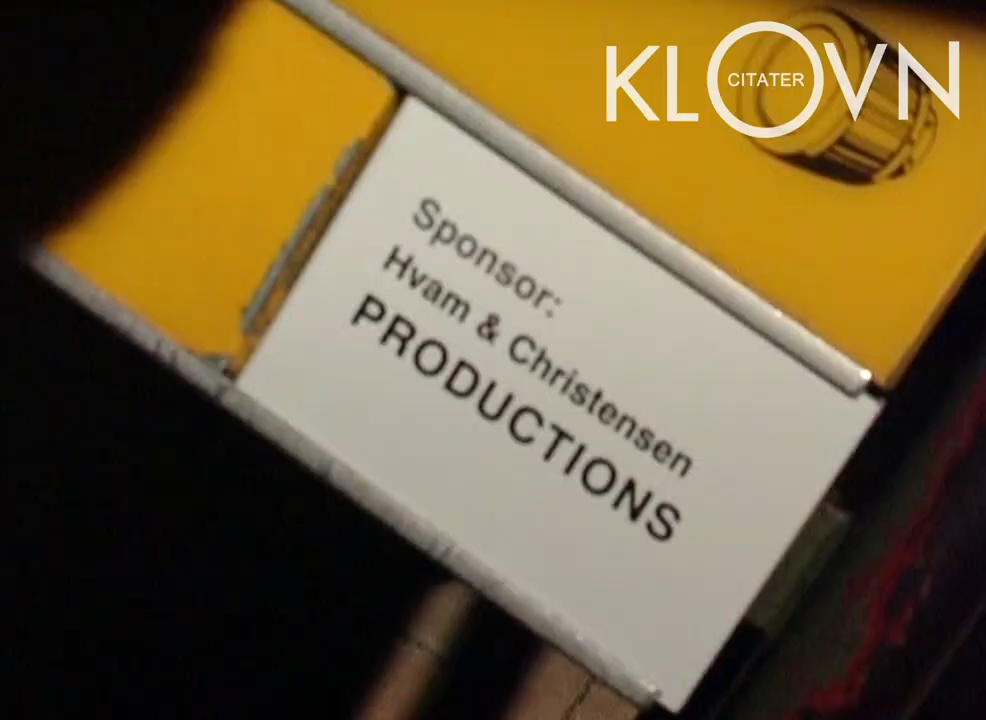 KLOVN
CITATER
Sponsor:
Hvam & Christensen
PRODUCTIONS